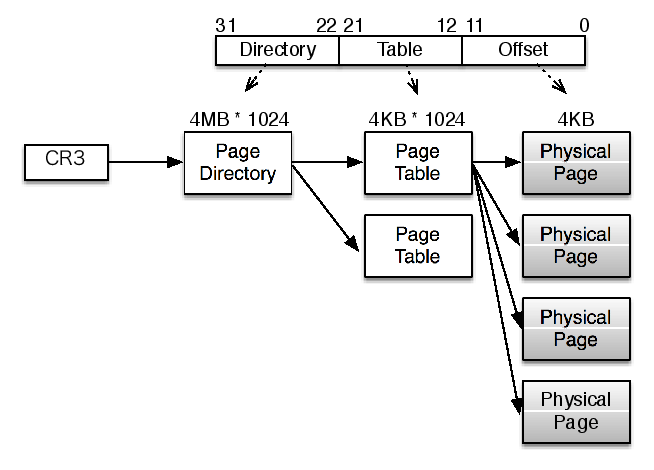 31 22 21 12 11 0
Directory Table Offset
4MB * 1024 4KB * 1024 4KB
CR3
Page
Directory
Page
Table
Physical
Page
Page
Table
Physical
Page
Physical
Page
Physical
Page